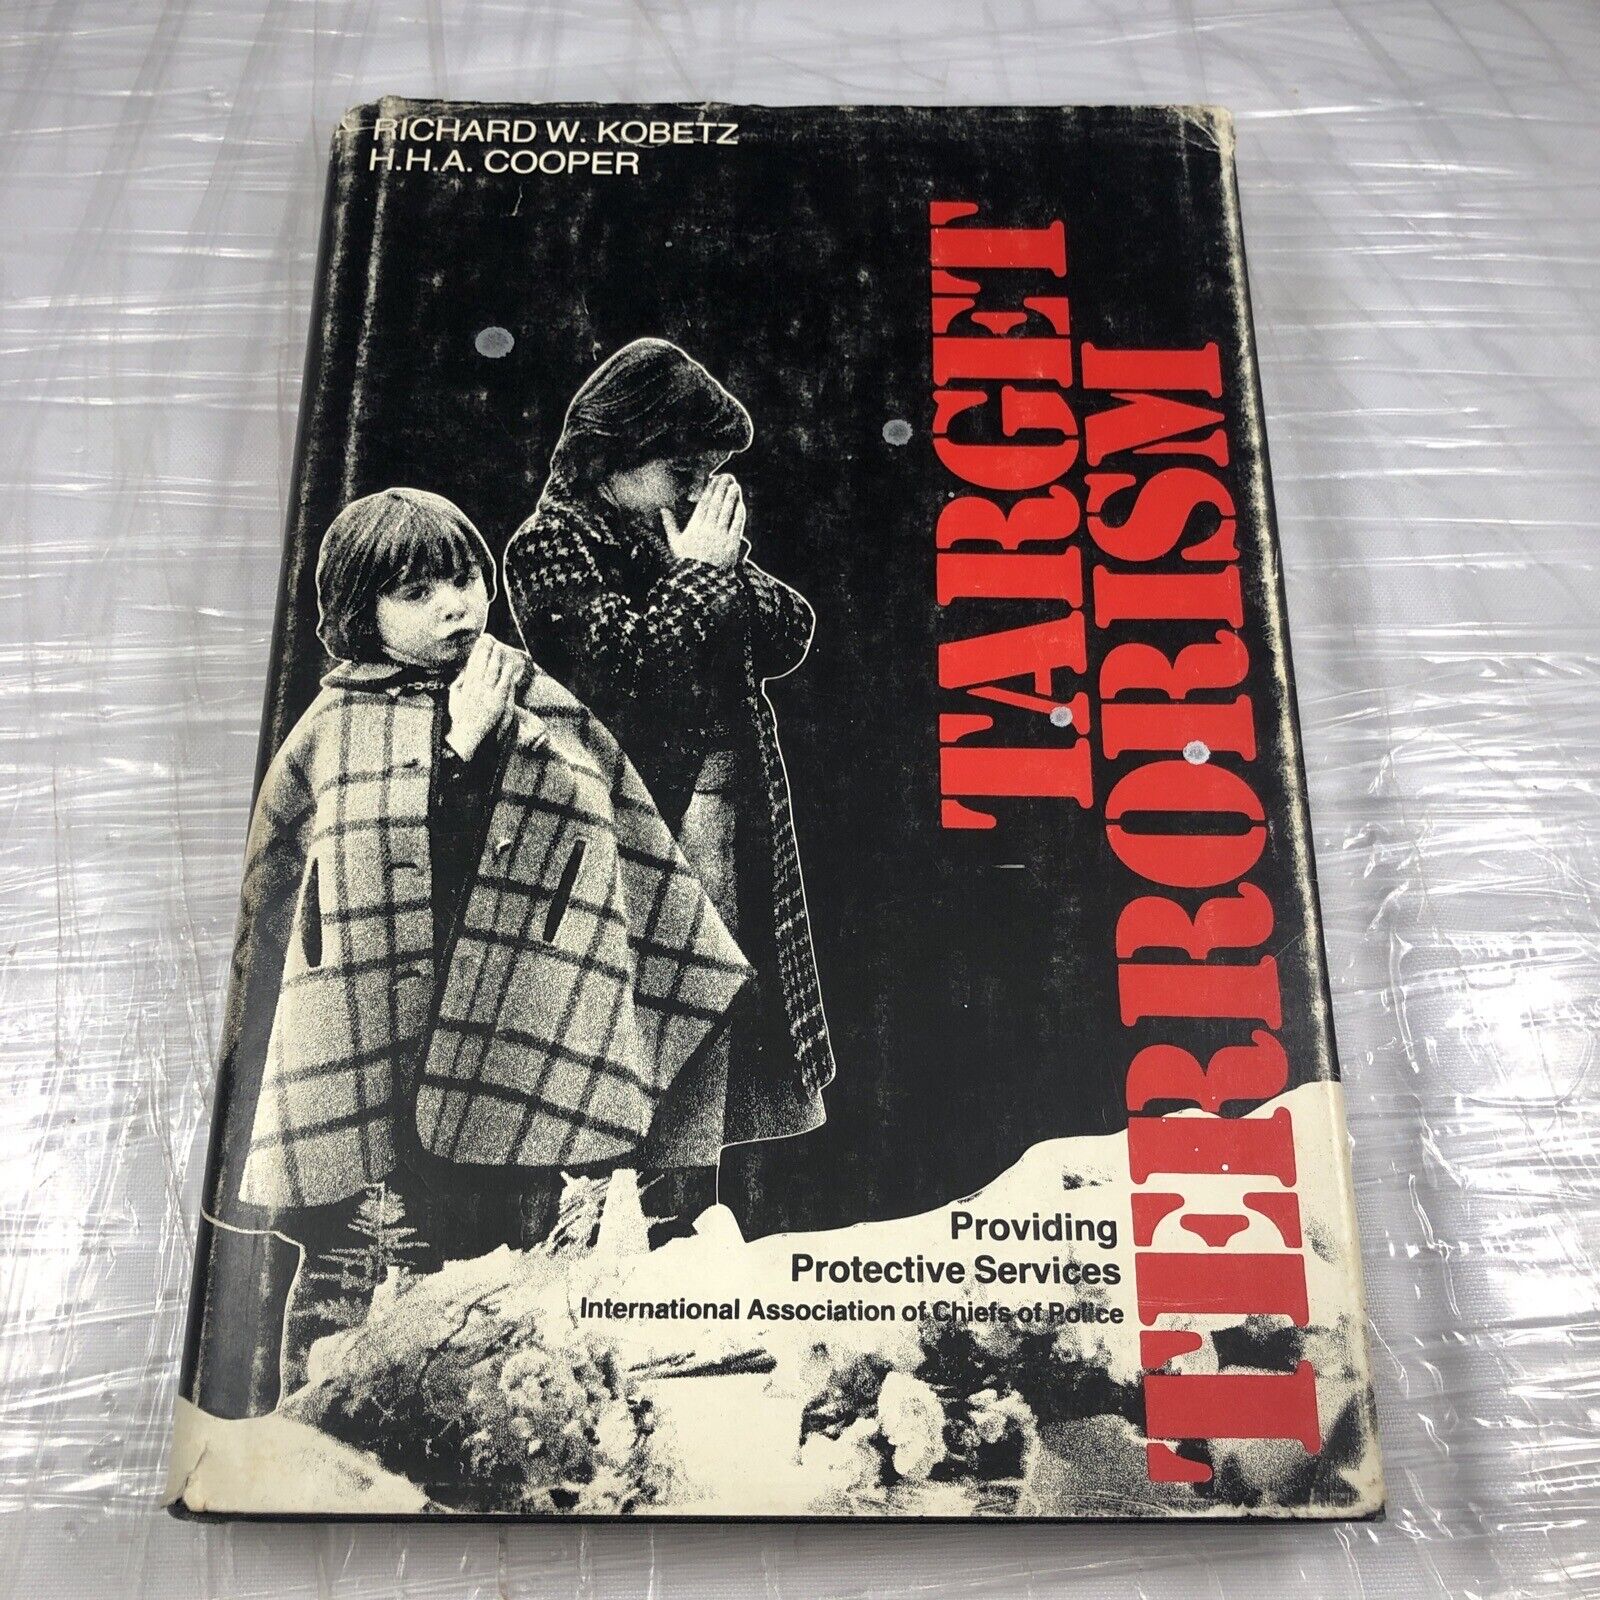 RICHARD W. KOBETZ
H.H.A. COOPER
TARGET
TERRORISM
Providing
Protective Services
International Association of Chiefs of Police